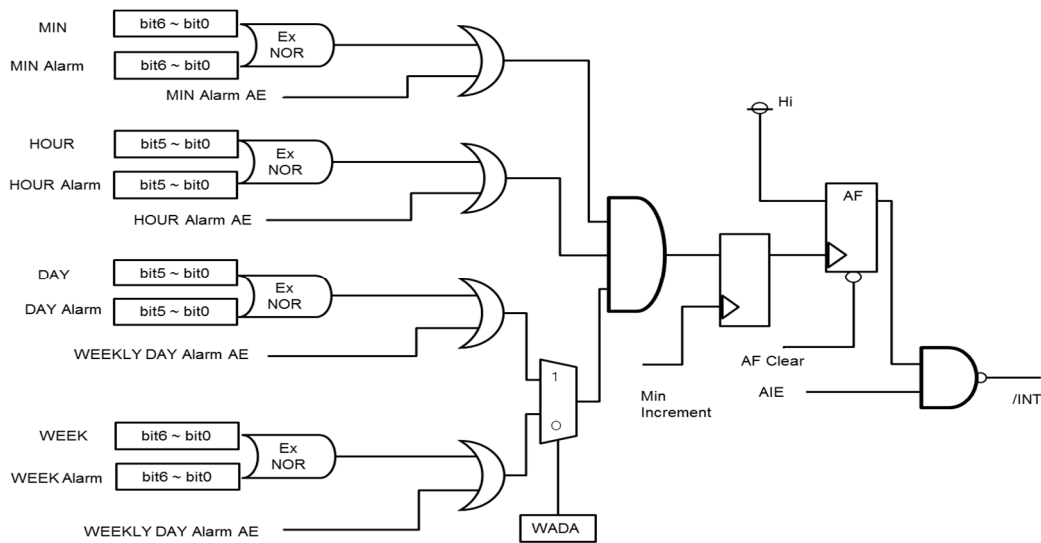 MIN
bit6 ~ bit0
Ex
NOR
MIN Alarm
bit6 ~ bit0
MIN Alarm AE
Hi
HOUR
bit5 ~ bit0
Ex
NOR
HOUR Alarm
bit5 ~ bit0
HOUR Alarm AE
AF
DAY
bit5 ~ bit0
Ex
NOR
DAY Alarm
bit5 ~ bit0
WEEKLY DAY Alarm AE
1
0
Min
Increment
AF Clear
AIE
/INT
WEEK
bit6 ~ bit0
Ex
NOR
WEEK Alarm
bit6 ~ bit0
WEEKLY DAY Alarm AE
WADA